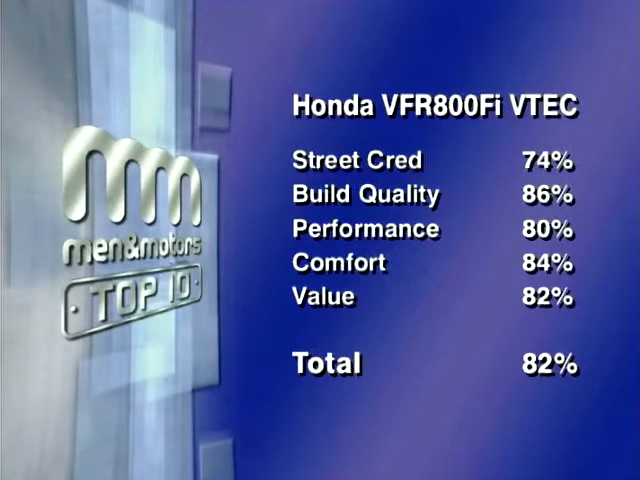 Honda VFR800Fi VTEC
Street Cred 74%
Build Quality 86%
Performance 80%
Comfort 84%
Value 82%
Total 82%
men&motors
TOP 10